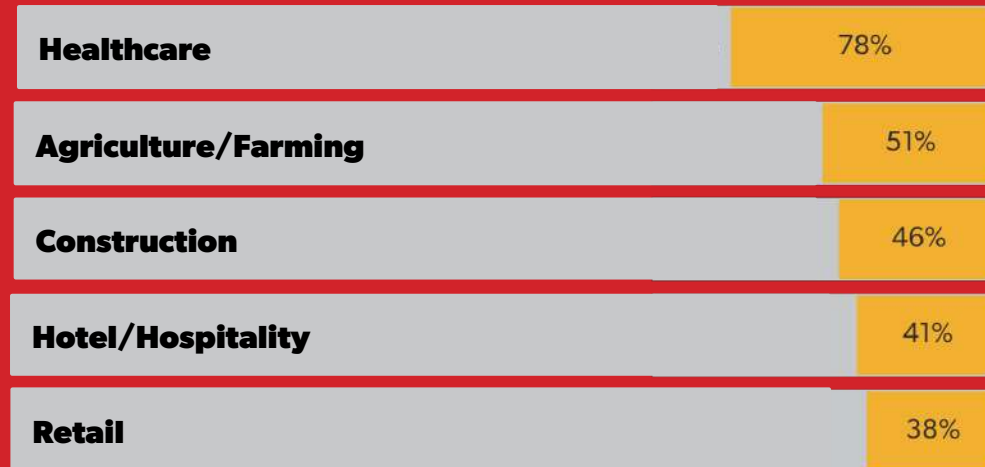 Healthcare 78%
Agriculture/Farming 51%
Construction 46%
Hotel/Hospitality 41%
Retail 38%